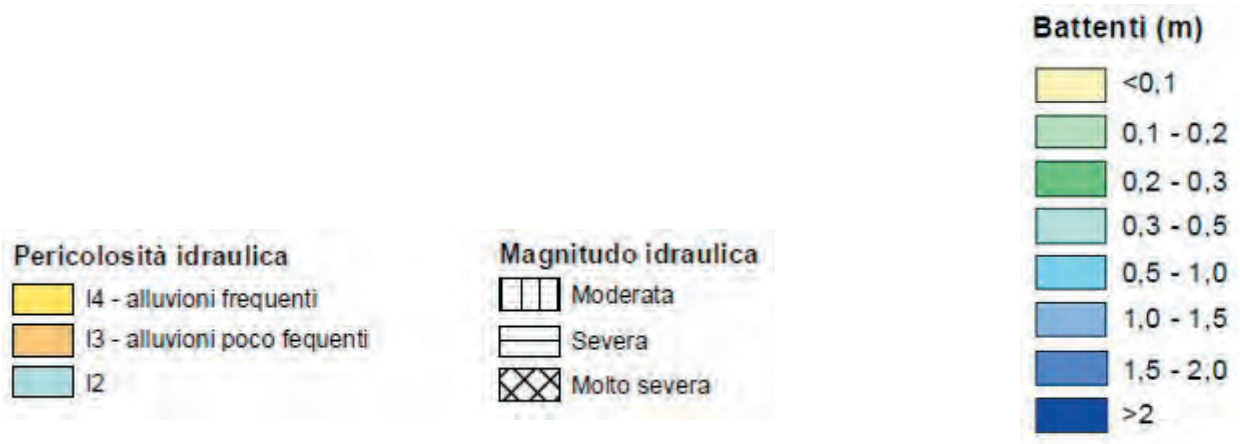 Pericolosità idraulica
I4 - alluvioni frequenti
I3 - alluvioni poco fequenti
I2
Magnitudo idraulica
Moderata
Severa
Molto severa
Battenti (m)
<0,1
0,1 - 0,2
0,2 - 0,3
0,3 - 0,5
0,5 - 1,0
1,0 - 1,5
1,5 - 2,0
>2